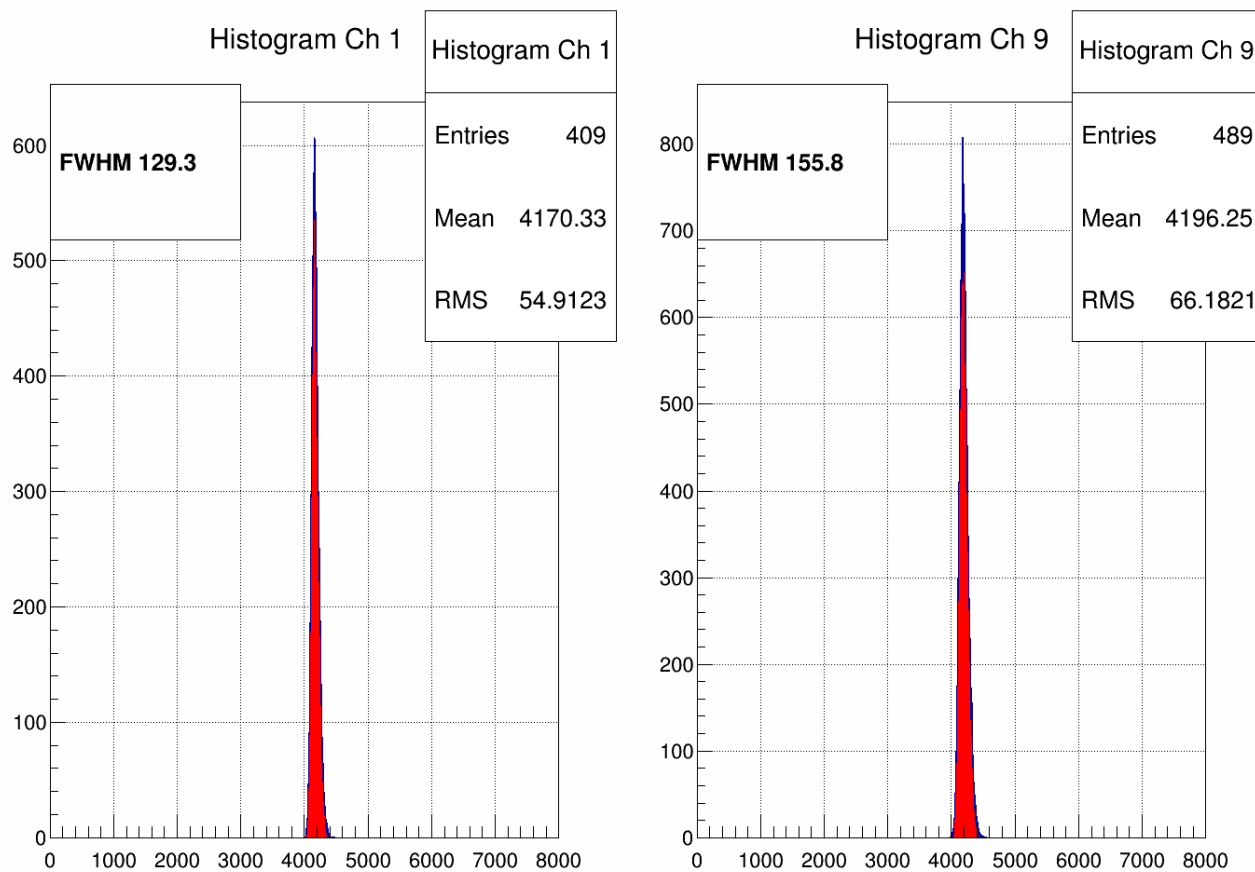 Histogram Ch 1
Histogram Ch 1
Entries 409
Mean 4170.33
RMS 54.9123
FWHM 129.3
600
500
400
300
200
100
0
0 1000 2000 3000 4000 5000 6000 7000 8000
Histogram Ch 9
Histogram Ch 9
Entries 489
Mean 4196.25
RMS 66.1821
FWHM 155.8
800
700
600
500
400
300
200
100
0
0 1000 2000 3000 4000 5000 6000 7000 8000